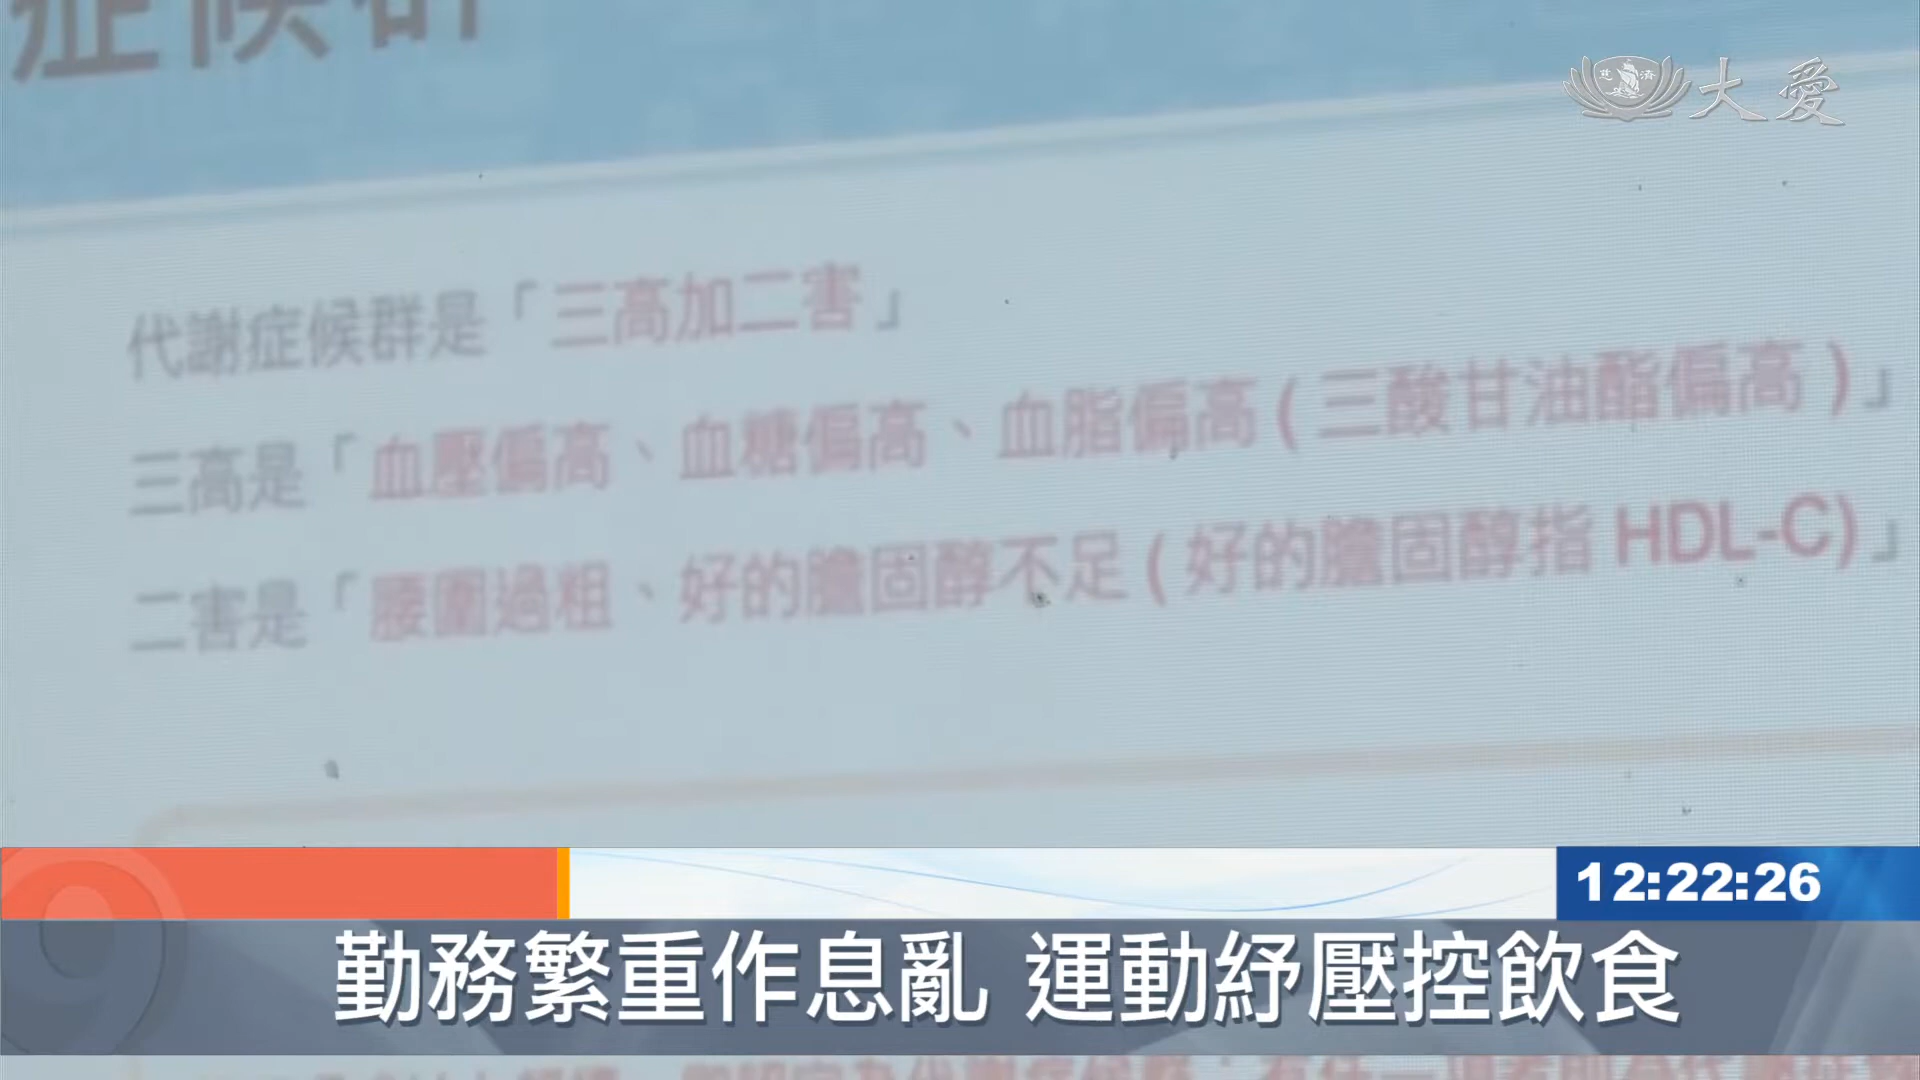 症候群
慈濟 大愛
代謝症候群是「三高加二害」
三高是「血壓偏高、血糖偏高、血脂偏高(三酸甘油酯偏高)」
二害是「腰圍過粗、好的膽固醇不足(好的膽固醇指 HDL-C)」
12:22:26
勤務繁重作息亂 運動紓壓控飲食